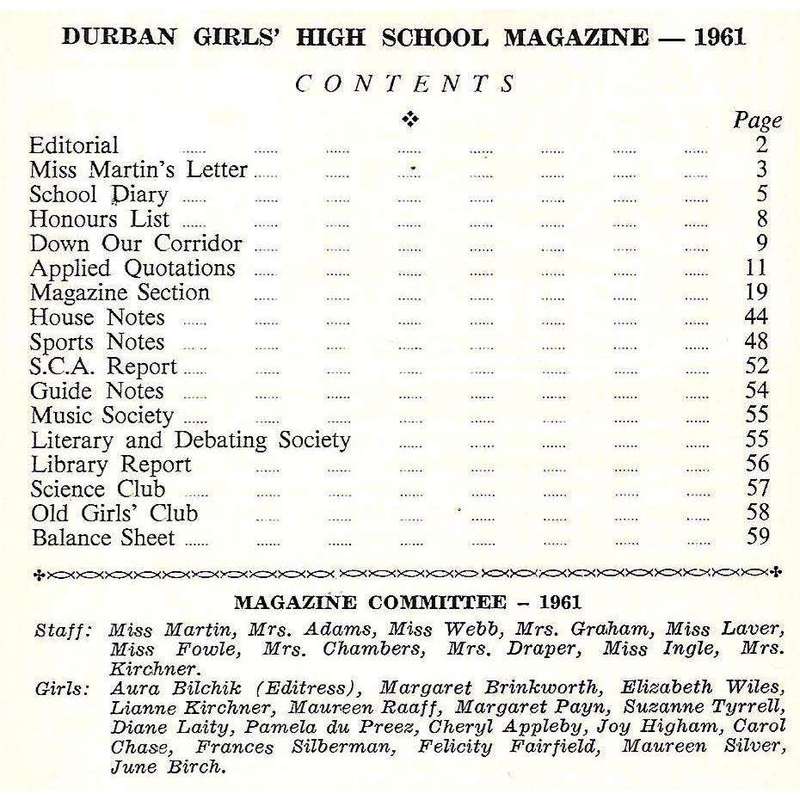 DURBAN GIRLS' HIGH SCHOOL MAGAZINE — 1961
CONTENTS
Page
Editorial ...... 2
Miss Martin's Letter ...... 3
School Diary ...... 5
Honours List ...... 8
Down Our Corridor ...... 9
Applied Quotations ...... 11
Magazine Section ...... 19
House Notes ...... 44
Sports Notes ...... 48
S.C.A. Report ...... 52
Guide Notes ...... 54
Music Society ...... 55
Literary and Debating Society ...... 55
Library Report ...... 56
Science Club ...... 57
Old Girls' Club ...... 58
Balance Sheet ...... 59
MAGAZINE COMMITTEE – 1961
Staff: Miss Martin, Mrs. Adams, Miss Webb, Mrs. Graham, Miss Laver,
Miss Fowle, Mrs. Chambers, Mrs. Draper, Miss Ingle, Mrs.
Kirchner.
Girls: Aura Bilchik (Editress), Margaret Brinkworth, Elizabeth Wiles,
Lianne Kirchner, Maureen Raaff, Margaret Payn, Suzanne Tyrrell,
Diane Laity, Pamela du Preez, Cheryl Appleby, Joy Higham, Carol
Chase, Frances Silberman, Felicity Fairfield, Maureen Silver,
June Birch.